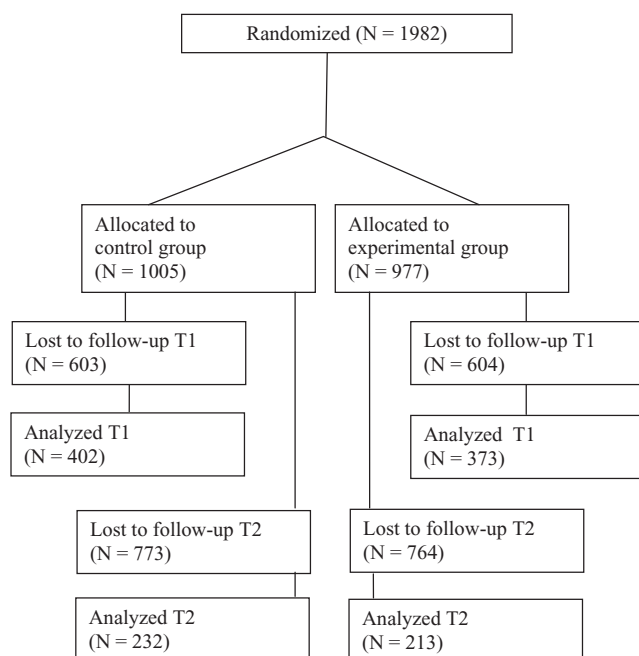 Randomized (N = 1982)
Allocated to
control group
(N = 1005)
Allocated to
experimental group
(N = 977)
Lost to follow-up T1
(N = 603)
Lost to follow-up T1
(N = 604)
Analyzed T1
(N = 402)
Analyzed T1
(N = 373)
Lost to follow-up T2
(N = 773)
Lost to follow-up T2
(N = 764)
Analyzed T2
(N = 232)
Analyzed T2
(N = 213)